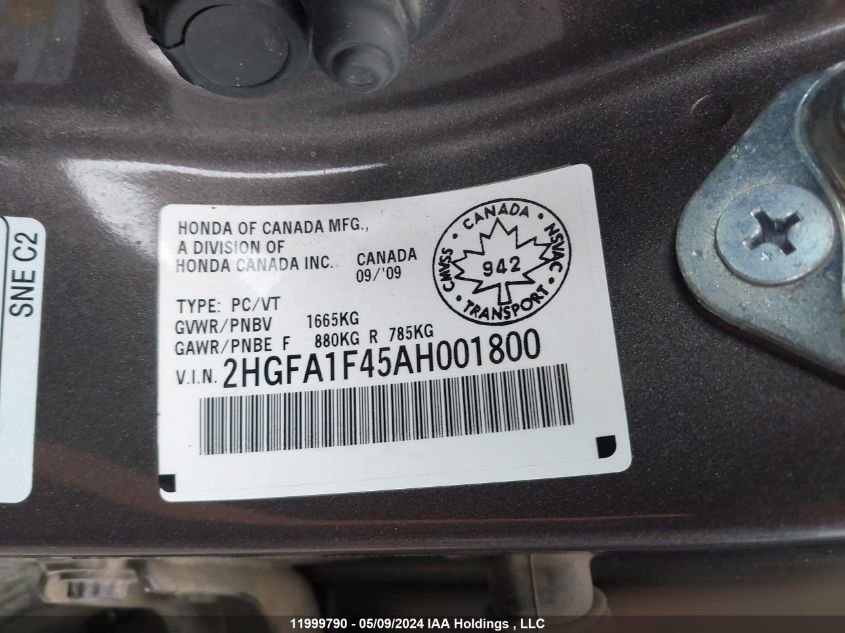 SNE C2
HONDA OF CANADA MFG.,
A DIVISION OF
HONDA CANADA INC. CANADA
09/'09
CANADA
CMVSS 942 NSVAC
TRANSPORT
TYPE: PC/VT
GVWR/PNBV 1665KG
GAWR/PNBE F 880KG R 785KG
V.I.N. 2HGFA1F45AH001800
11999790 - 05/09/2024 IAA Holdings , LLC